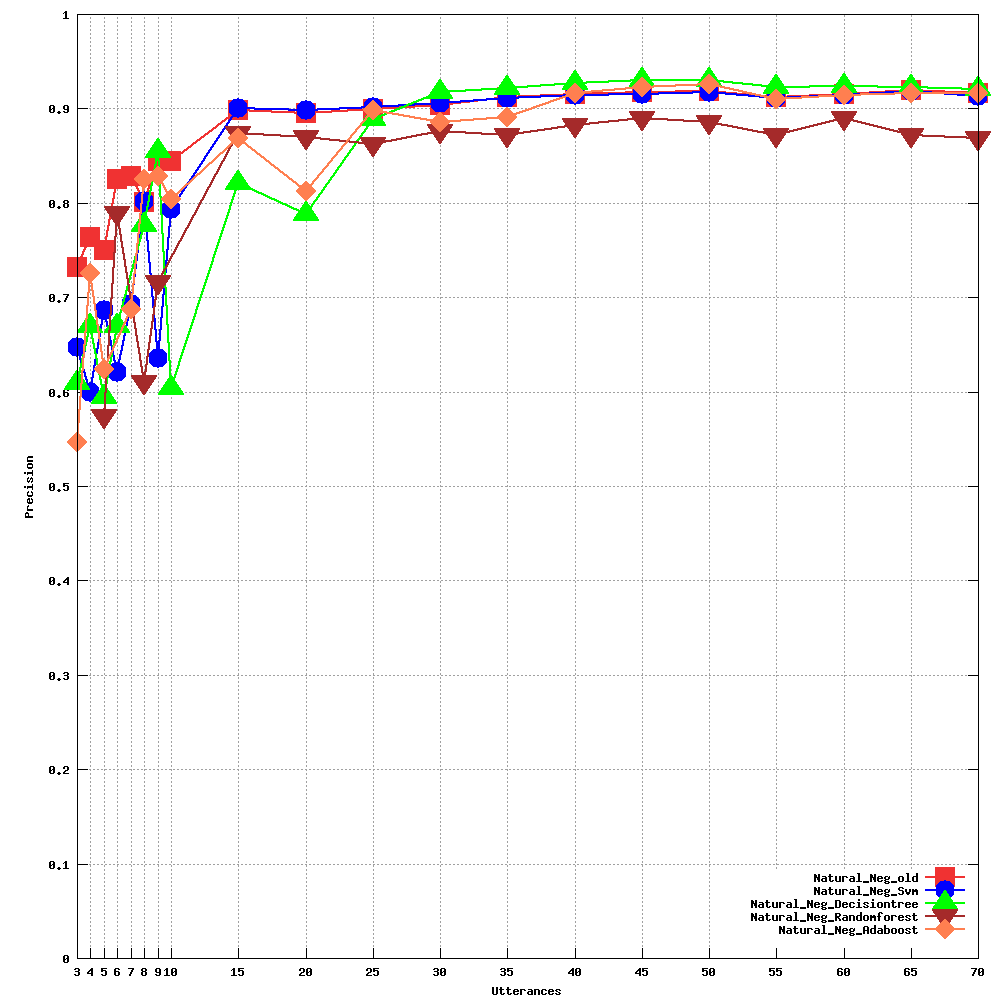 1
0.9
0.8
0.7
0.6
0.5
0.4
0.3
0.2
0.1
0
Precision
Natural_Neg_old
Natural_Neg_Svm
Natural_Neg_Decisiontree
Natural_Neg_Randomforest
Natural_Neg_Adaboost
3 4 5 6 7 8 9 10 15 20 25 30 35 40 45 50 55 60 65 70
Utterances